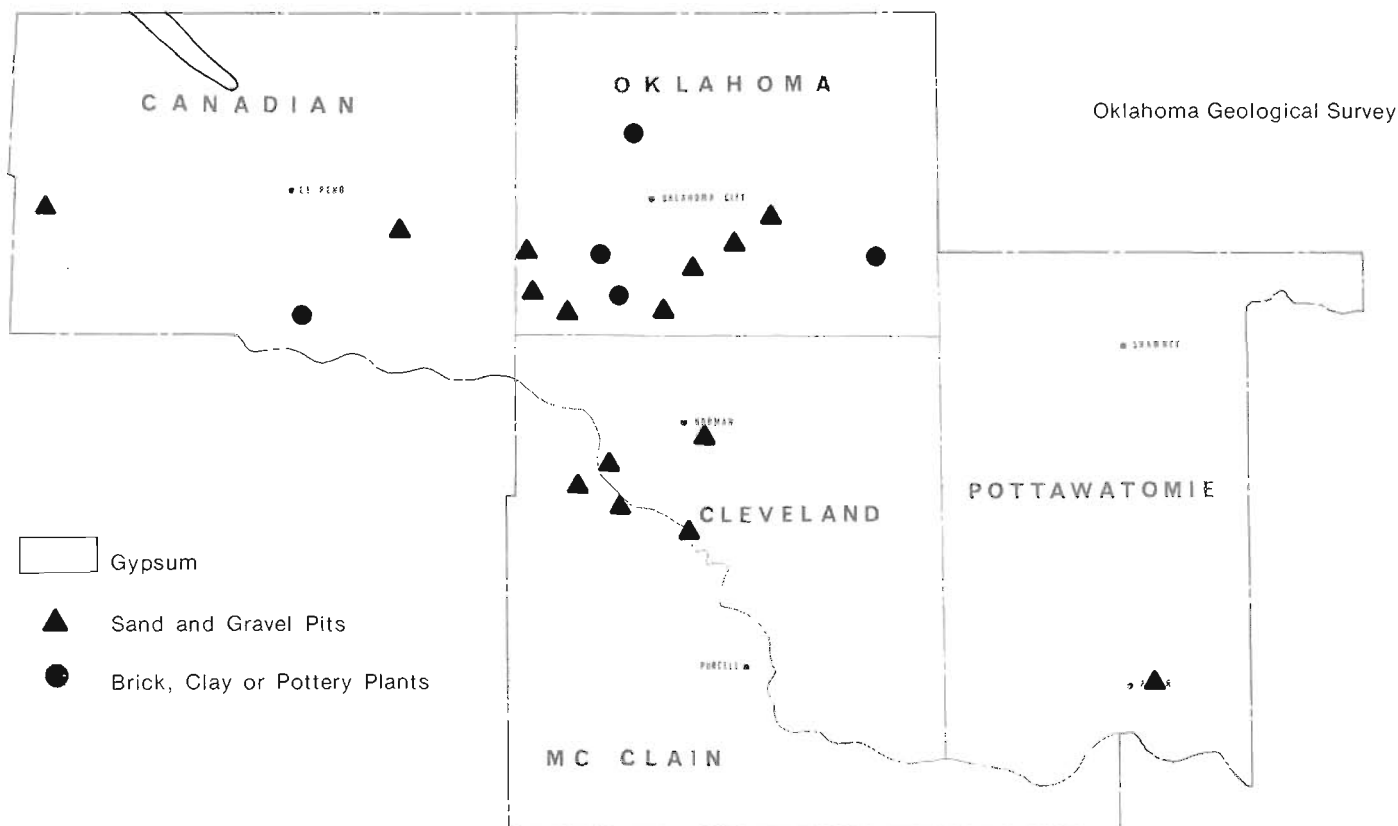 OKLAHOMA
CANADIAN
Oklahoma Geological Survey
EL RENO
OKLAHOMA CITY
SHAWNEE
NORMAN
POTTAWATOMIE
CLEVELAND
Gypsum
Sand and Gravel Pits
PURCELL
Brick, Clay or Pottery Plants
MC CLAIN